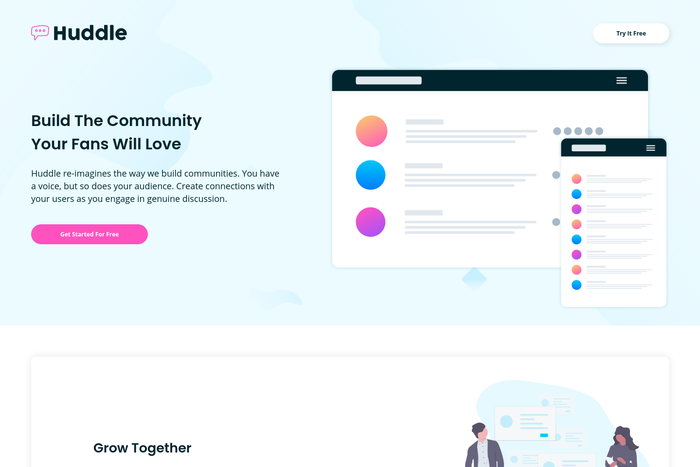 Huddle
Try It Free
Build The Community
Your Fans Will Love
Huddle re-imagines the way we build communities. You have
a voice, but so does your audience. Create connections with
your users as you engage in genuine discussion.
Get Started For Free
Grow Together